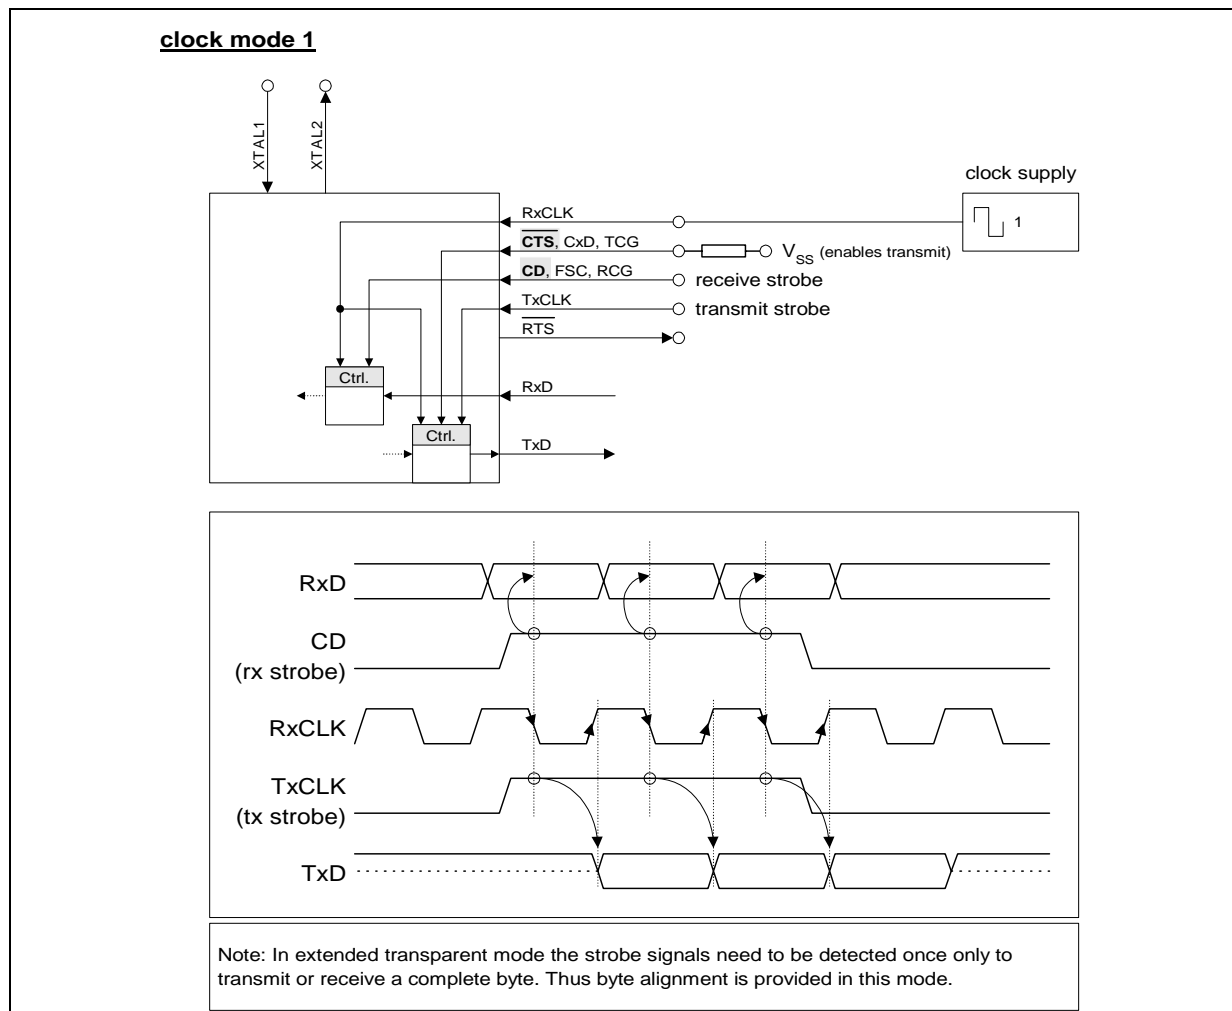 clock mode 1
XTAL1
XTAL2
clock supply
RxCLK
1
CTS, CxD, TCG
VSS (enables transmit)
CD, FSC, RCG
receive strobe
TxCLK
transmit strobe
RTS
Ctrl.
RxD
Ctrl.
TxD
RxD
CD
(rx strobe)
RxCLK
TxCLK
(tx strobe)
TxD
Note: In extended transparent mode the strobe signals need to be detected once only to
transmit or receive a complete byte. Thus byte alignment is provided in this mode.